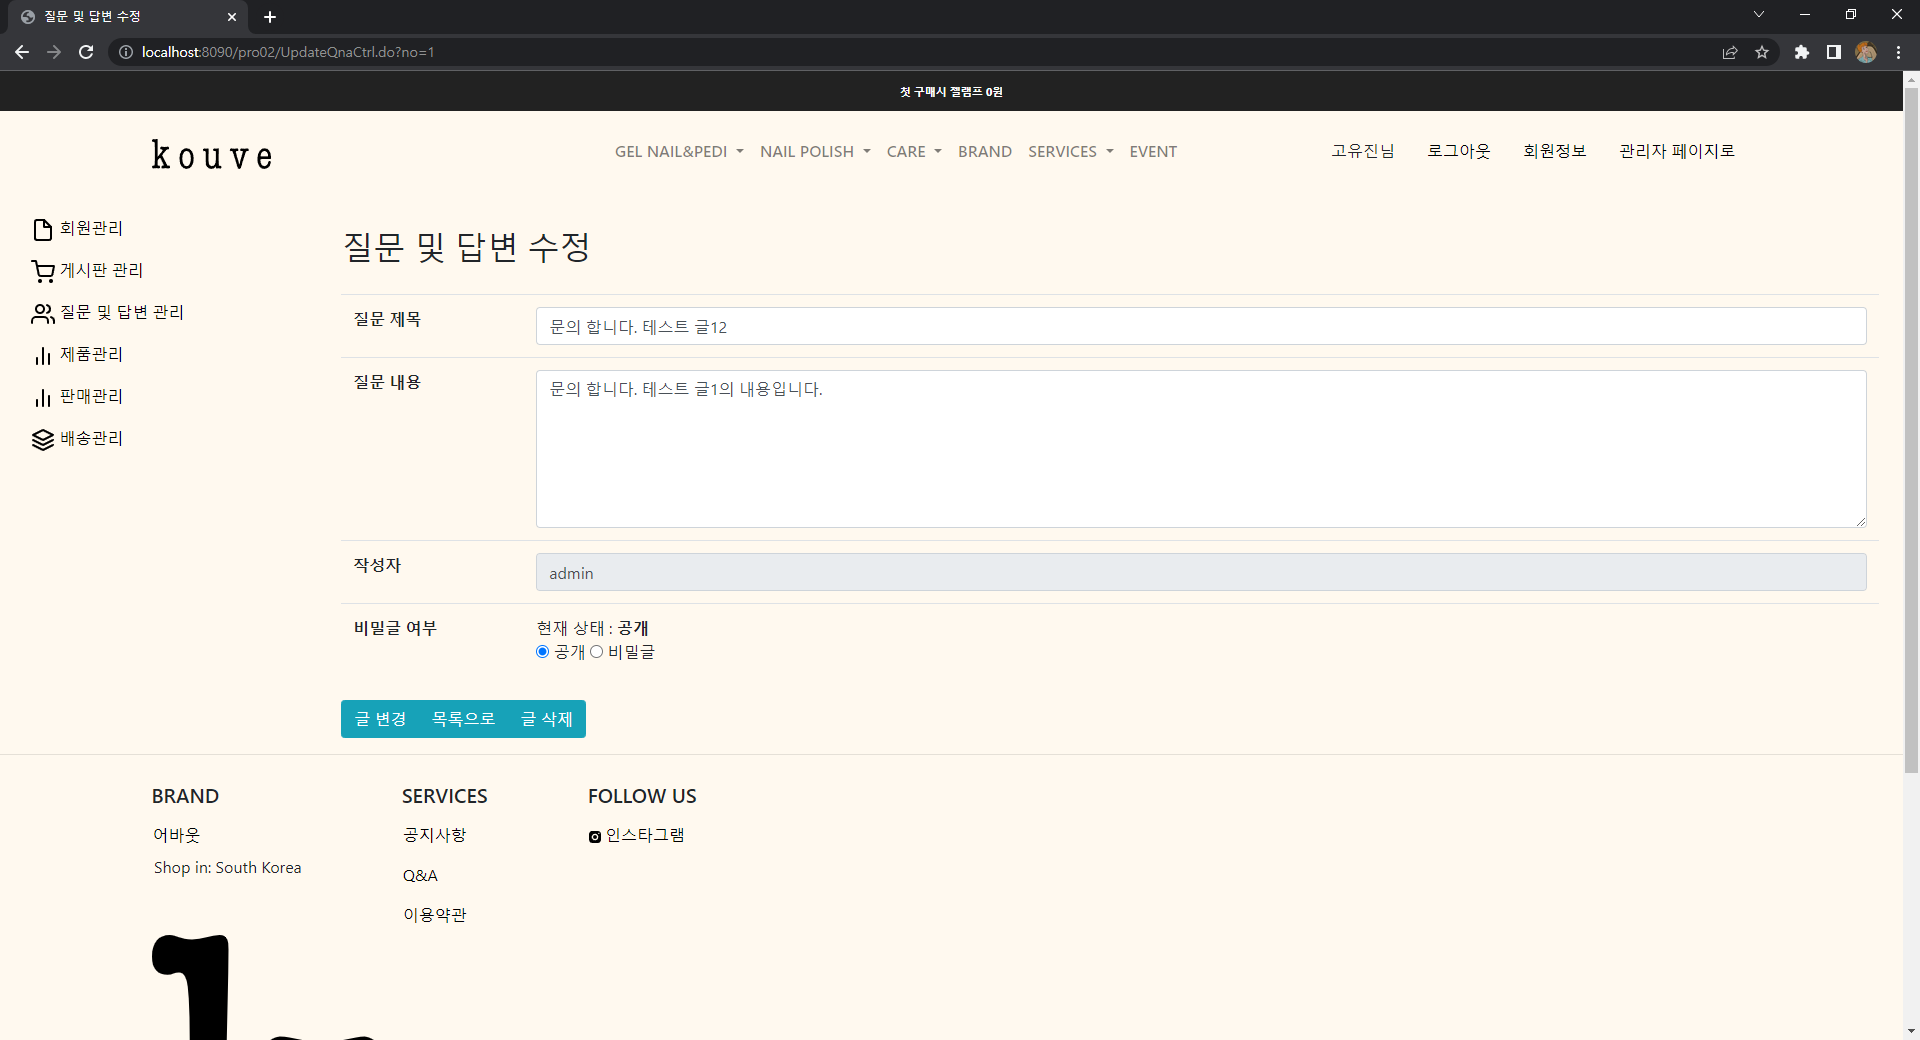 질문 및 답변 수정
localhost:8090/pro02/UpdateQnaCtrl.do?no=1
첫 구매시 젤램프 0원
kouve
GEL NAIL&PEDI NAIL POLISH CARE BRAND SERVICES EVENT
고유진님 로그아웃 회원정보 관리자 페이지로
회원관리
게시판 관리
질문 및 답변 관리
제품관리
판매관리
배송관리
질문 및 답변 수정
질문 제목
문의 합니다. 테스트 글12
질문 내용
문의 합니다. 테스트 글1의 내용입니다.
작성자
admin
비밀글 여부
현재 상태 : 공개
공개 비밀글
글 변경 목록으로 글 삭제
BRAND
어바웃
Shop in: South Korea
SERVICES
공지사항
Q&A
이용약관
FOLLOW US
인스타그램